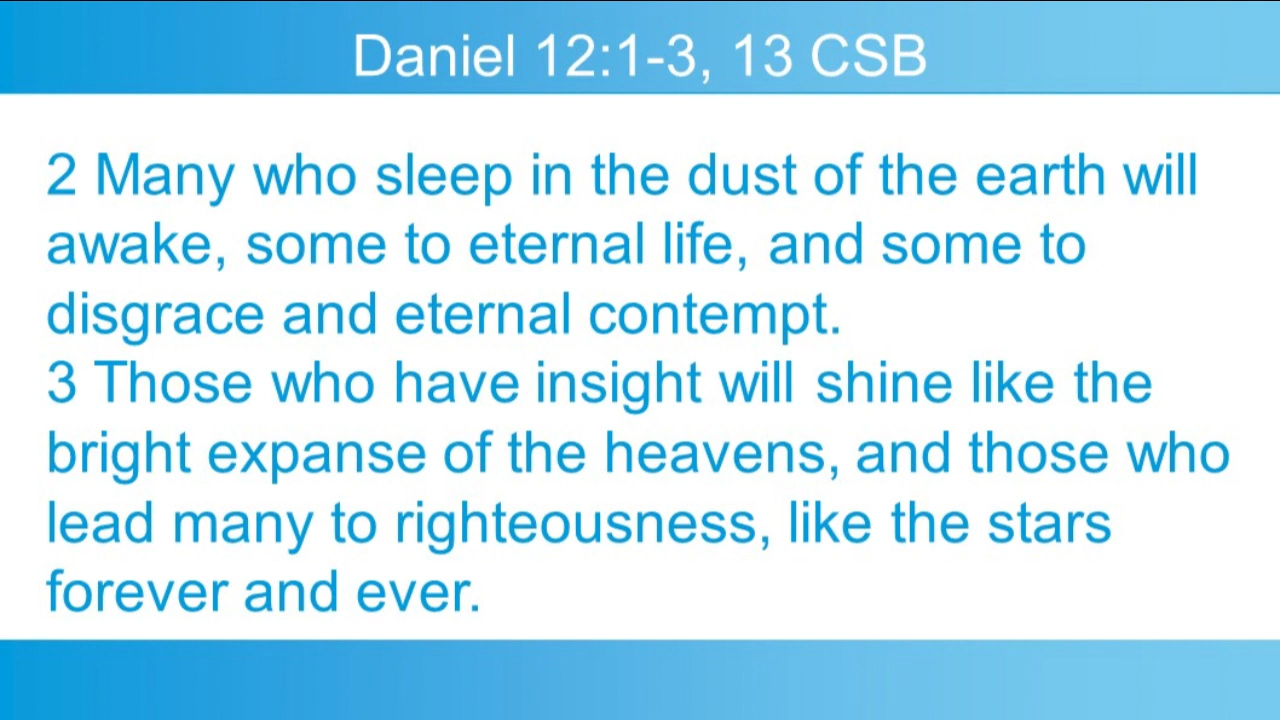 Daniel 12:1-3, 13 CSB
2 Many who sleep in the dust of the earth will
awake, some to eternal life, and some to
disgrace and eternal contempt.
3 Those who have insight will shine like the
bright expanse of the heavens, and those who
lead many to righteousness, like the stars
forever and ever.